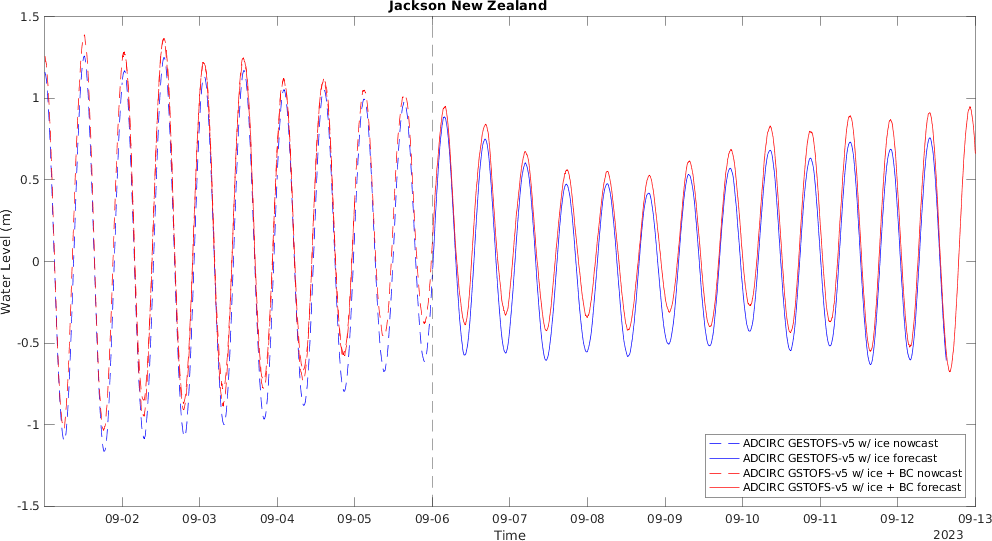 Jackson New Zealand
1.5
1
0.5
0
-0.5
-1
-1.5
Water Level (m)
09-02 09-03 09-04 09-05 09-06 09-07 09-08 09-09 09-10 09-11 09-12 09-13
Time
2023
ADCIRC GESTOFS-v5 w/ ice nowcast
ADCIRC GESTOFS-v5 w/ ice forecast
ADCIRC GSTOFS-v5 w/ ice + BC nowcast
ADCIRC GSTOFS-v5 w/ ice + BC forecast